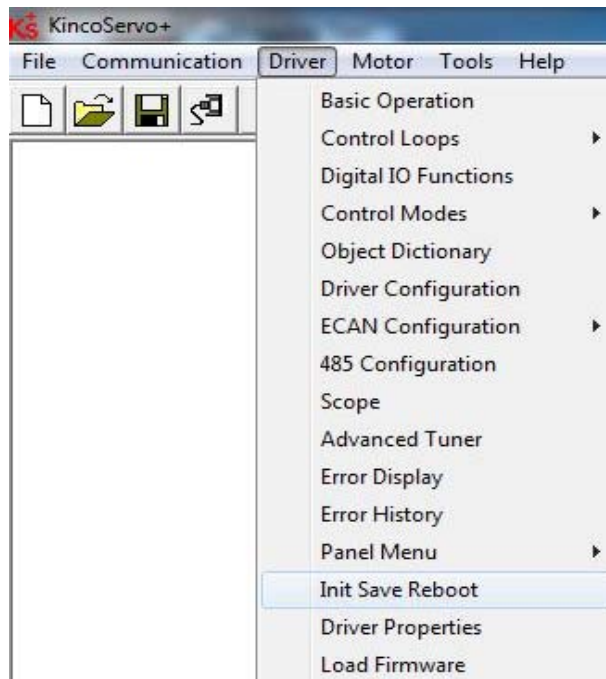 Ks KincoServo+
File Communication Driver Motor Tools Help
Basic Operation
Control Loops
Digital IO Functions
Control Modes
Object Dictionary
Driver Configuration
ECAN Configuration
485 Configuration
Scope
Advanced Tuner
Error Display
Error History
Panel Menu
Init Save Reboot
Driver Properties
Load Firmware